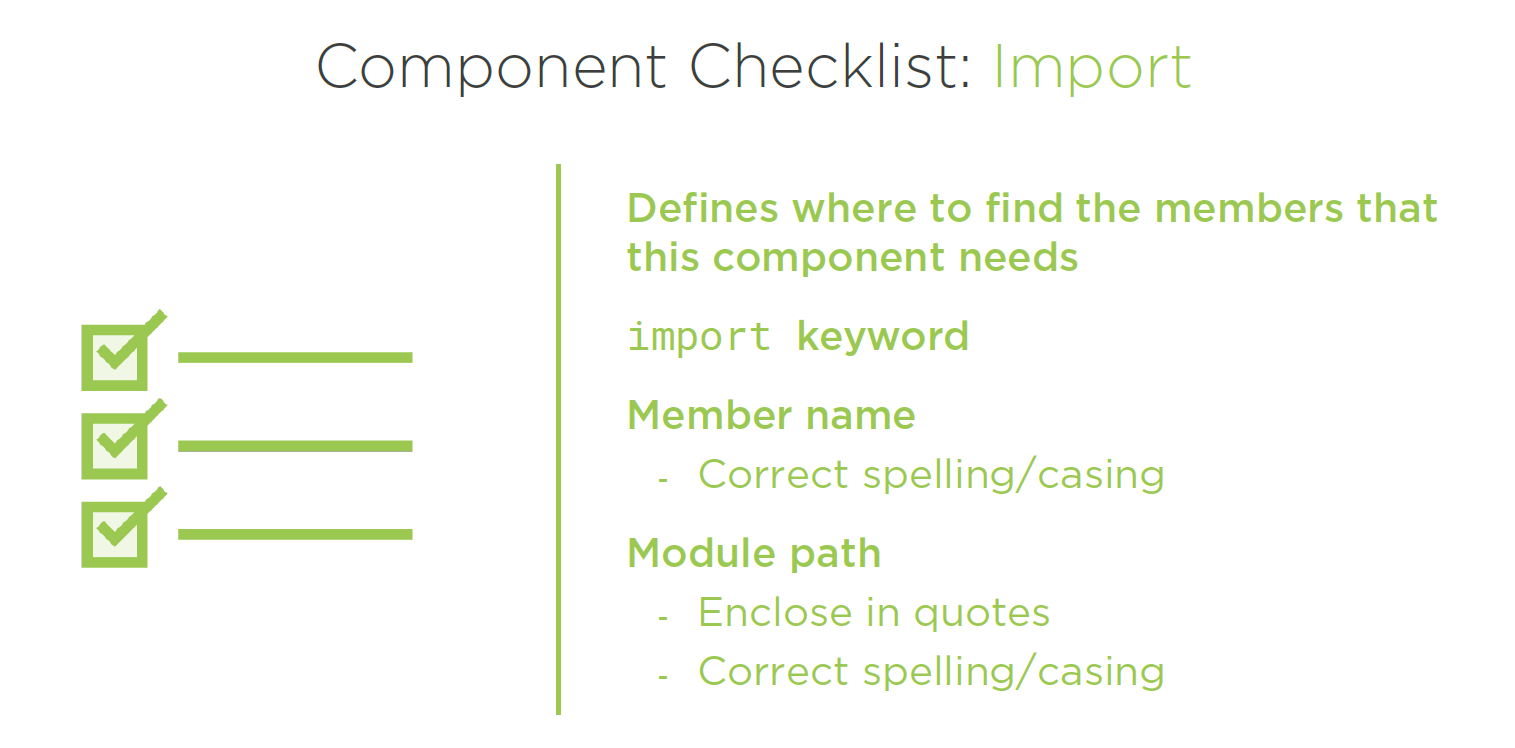 Component Checklist: Import
Defines where to find the members that
this component needs
import keyword
Member name
- Correct spelling/casing
Module path
- Enclose in quotes
- Correct spelling/casing